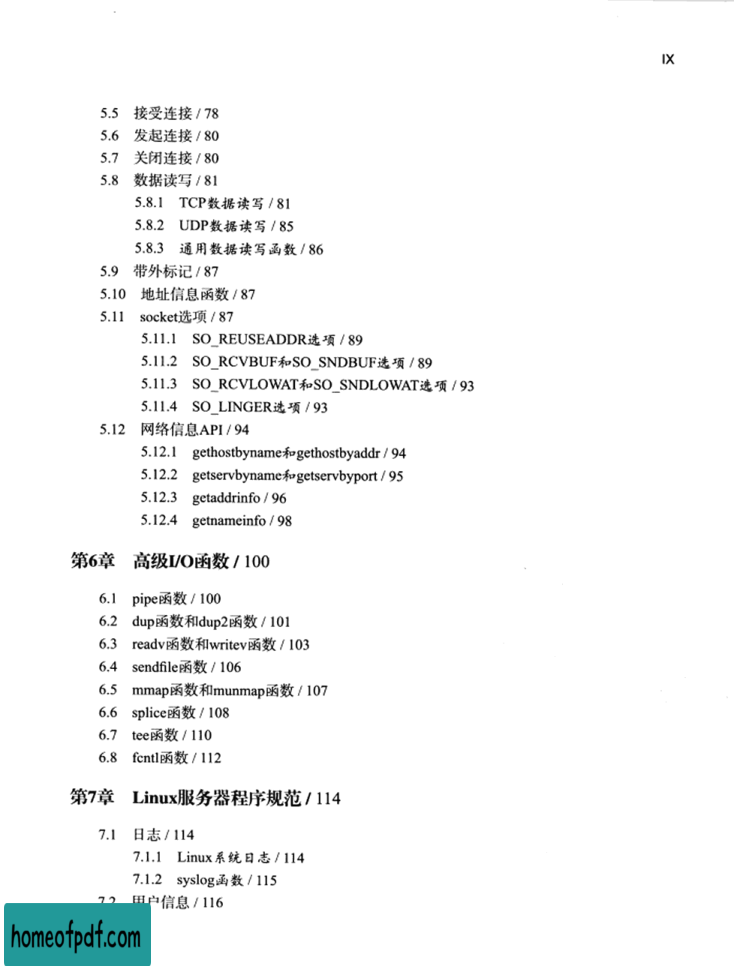 IX
5.5 接受连接 / 78
5.6 发起连接 / 80
5.7 关闭连接 / 80
5.8 数据读写 / 81
5.8.1 TCP数据读写 / 81
5.8.2 UDP数据读写 / 85
5.8.3 通用数据读写函数 / 86
5.9 带外标记 / 87
5.10 地址信息函数 / 87
5.11 socket选项 / 87
5.11.1 SO_REUSEADDR选项 / 89
5.11.2 SO_RCVBUF和SO_SNDBUF选项 / 89
5.11.3 SO_RCVLOWAT和SO_SNDLOWAT选项 / 93
5.11.4 SO_LINGER选项 / 93
5.12 网络信息API / 94
5.12.1 gethostbyname和gethostbyaddr / 94
5.12.2 getservbyname和getservbyport / 95
5.12.3 getaddrinfo / 96
5.12.4 getnameinfo / 98
第6章 高级I/O函数 / 100
6.1 pipe函数 / 100
6.2 dup函数和dup2函数 / 101
6.3 readv函数和writev函数 / 103
6.4 sendfile函数 / 106
6.5 mmap函数和munmap函数 / 107
6.6 splice函数 / 108
6.7 tee函数 / 110
6.8 fcntl函数 / 112
第7章 Linux服务器程序规范 / 114
7.1 日志 / 114
7.1.1 Linux系统日志 / 114
7.1.2 syslog函数 / 115
7.2 用户信息 / 116
homeofpdf.com